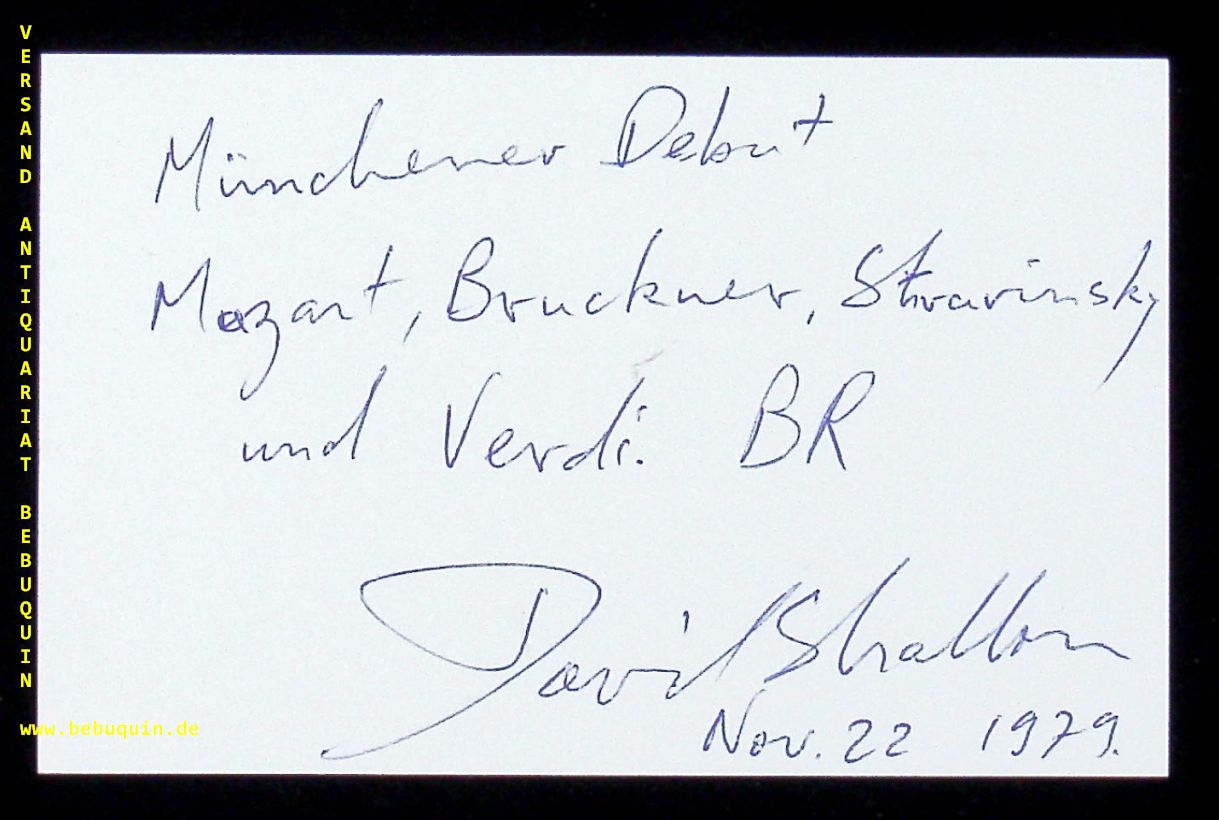 VERSAND ANTIQUARIAT BEBUQUIN
Münchener Debut
Mozart, Bruckner, Stravinsky
und Verdi. BR
David Shallon
Nov. 22 1979.
www.bebuquin.de